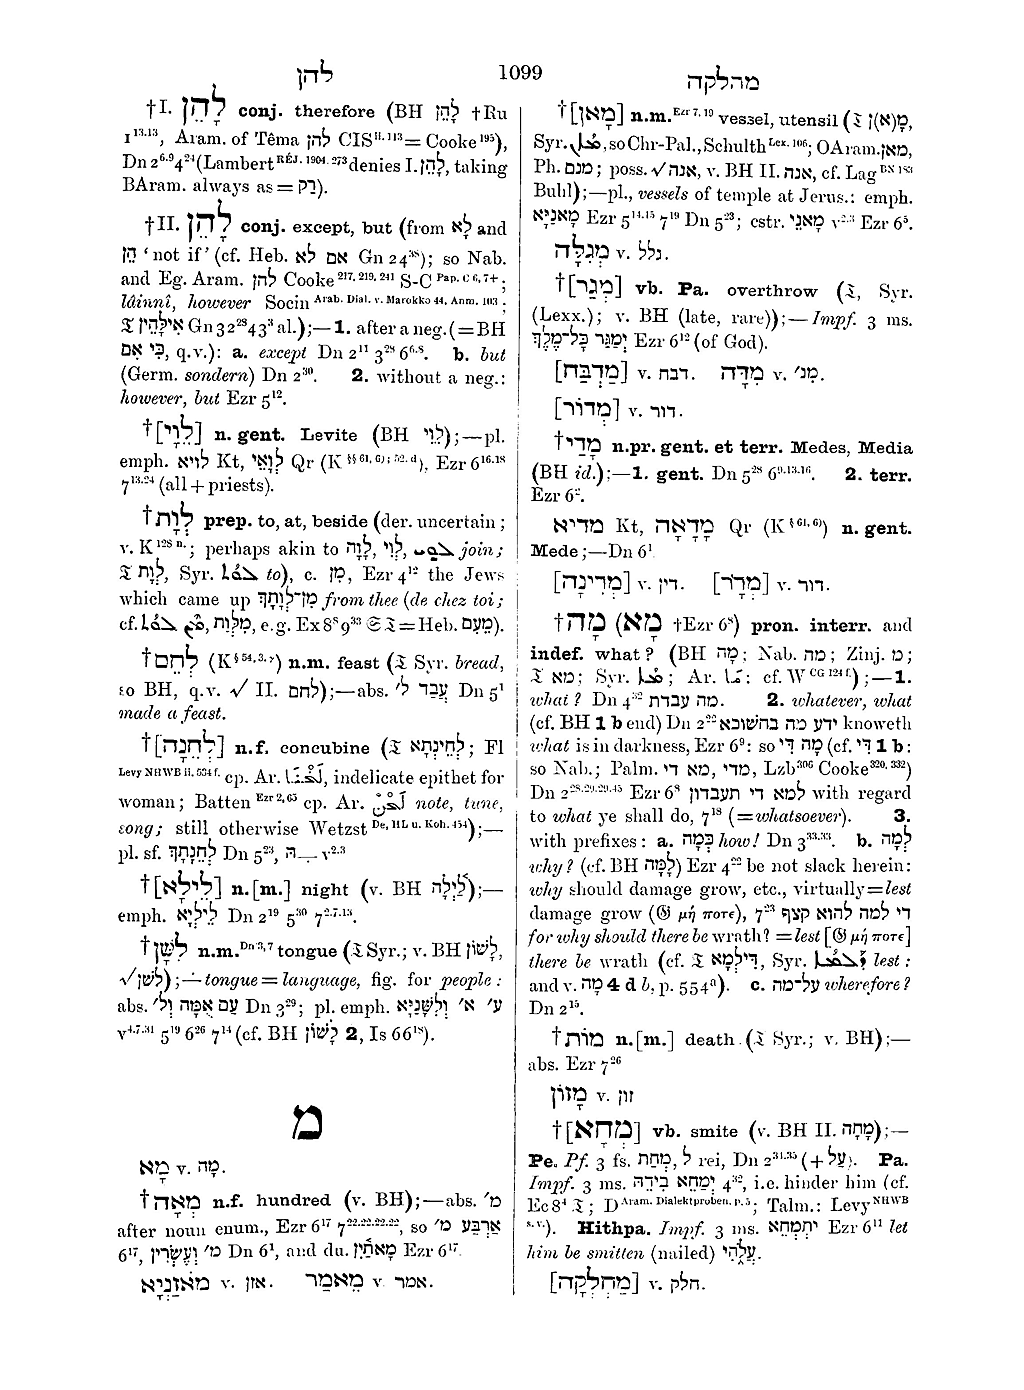 להן 1099 מהלקה
†I. לָהֵן conj. therefore (BH לָהֵן †Ru
1 13.13, Aram. of Têma להן CIS ii. 113 = Cooke 195),
Dn 2 6.9 4 24 (Lambert RÉJ. 1904. 273 denies I. לָהֵן, taking
BAram. always as = רַק).
†II. לָהֵן conj. except, but (from לָא and
הֵן ‘not if’ (cf. Heb. אם לא Gn 24 38); so Nab.
and Eg. Aram. להן Cooke 217, 219, 241 S-C Pap. C 6, 7+;
lāinnî, however Socin Arab. Dial. v. Marokko 44, Anm. 103;
𝔗 אִילָּהֵין Gn 32 28 43 3 al.);—1. after a neg. (=BH
כִּי אִם, q.v.): a. except Dn 2 11 3 28 6 6.8. b. but
(Germ. sondern) Dn 2 30. 2. without a neg.:
however, but Ezr 5 12.
†[לֵוָי] n. gent. Levite (BH לֵוִי);—pl.
emph. לויא Kt, לֵוָאֵי Qr (K §§ 61, 6); 52. d), Ezr 6 16.18
7 13.24 (all + priests).
†לְוָת prep. to, at, beside (der. uncertain;
v. K 128 n.; perhaps akin to לָוָה, לְוִי, join;
𝔗 לְוָת, Syr. to), c. מִן, Ezr 4 12 the Jews
which came up מִן־לְוָתָךְ from thee (de chez toi;
cf. מִלְּוָת, e.g. Ex 8 8 9 33 𝔖 𝔗 = Heb. מֵעִם).
†לְחֶם (K § 54, 3.) n.m. feast (𝔗 Syr. bread,
so BH, q.v. √ II. לחם);—abs. עֲבַד ל׳ Dn 5 1
made a feast.
†[לְחֵנָה] n.f. concubine (𝔗 לְחֵינְתָא; Fl
Levy NHWB ii, 534 f. cp. Ar. indelicate epithet for
woman; Batten Ezr 2, 65 cp. Ar. note, tune,
song; still otherwise Wetzst De, HL u. Koh. 454);—
pl. sf. לְחֵנָתָךְ Dn 5 23, ־ הּ v 2.3
†[לֵילֵא] n.[m.] night (v. BH לַיְלָה);—
emph. לֵילְיָא Dn 2 19 5 30 7 2.7.13.
†לִשָּׁן n.m. Dn 3, 7 tongue (𝔗 Syr.; v. BH לָשׁוֹן,
√לשׁן);—tongue = language, fig. for people:
abs. עַם אֻמָּה וְל׳ Dn 3 29; pl. emph. ע׳ א׳ וְלִשָּׁנַיָּא
v 4.7.31 5 19 6 26 7 14 (cf. BH לָשׁוֹן 2, Is 66 18).
מ
מָא v. מָה.
†מְאָה n.f. hundred (v. BH);—abs. מ׳
after noun enum., Ezr 6 17 7 22.22.22.22, so אַרְבַּע מ׳
6 17, מ׳ וְעֶשְׂרִין Dn 6 1, and du. מָאתַיִן Ezr 6 17.
מֹאזַנְיָא v. אזן. מֵאמַר v. אמר.
†[מָאן] n.m. Ezr 7, 19 vessel, utensil (𝔗 מָ(א)ן,
Syr. , so Chr-Pal., Schulth Lex. 106; OAram. מאן,
Ph. מנם; poss. √אנה, v. BH II. אנה, cf. Lag BN 183
Buhl);—pl., vessels of temple at Jerus.: emph.
מָאנַיָּא Ezr 5 14.15 7 19 Dn 5 23; cstr. מָאנֵי v 2.3 Ezr 6 5.
מְגִלָּה v. גלל.
†[מְגַר] vb. Pa. overthrow (𝔗, Syr.
(Lexx.); v. BH (late, rare));—Impf. 3 ms.
יְמַגַּר כָּל־מֶלֶךְ Ezr 6 12 (of God).
[מַדְבַּח] v. דבח. מִדָּה v. מנ׳.
[מְדוֹר] v. דור.
†מָדַי n.pr. gent. et terr. Medes, Media
(BH id.);—1. gent. Dn 5 28 6 9.13.16. 2. terr.
Ezr 6 2.
מדיא Kt, מָדָאָה Qr (K § 61, 6) n. gent.
Mede;—Dn 6 1
[מְדִינָה] v. דין. [מְדָר] v. דור.
†מָה (מָא †Ezr 6 8) pron. interr. and
indef. what? (BH מָה; Nab. מה; Zinj. מ;
𝔗 מא; Syr. ; Ar. : cf. W CG 124 f.);—1.
what? Dn 4 32 מה עבדת. 2. whatever, what
(cf. BH 1 b end) Dn 2 22 ידע מה בחשׁוכא knoweth
what is in darkness, Ezr 6 9: so מָה דִּי (cf. דִּי 1 b:
so Nab.; Palm. מא די, מדי, Lzb 306 Cooke 320, 332)
Dn 2 28.29.29.45 Ezr 6 8 למא די תעבדון with regard
to what ye shall do, 7 18 (=whatsoever). 3.
with prefixes: a. כְּמָה how! Dn 3 33.33. b. לְמָה
why? (cf. BH לָמָּה) Ezr 4 22 be not slack herein:
why should damage grow, etc., virtually=lest
damage grow (𝔊 μή ποτε), 7 23 די למה להוא קצף
for why should there be wrath? =lest [𝔊 μή ποτε]
there be wrath (cf. 𝔗 דִּילְמָא, Syr. lest:
and v. מָה 4 d b, p. 554 a). c. עַל־מָה wherefore?
Dn 2 15.
†מוֹת n.[m.] death (𝔗 Syr.; v. BH);—
abs. Ezr 7 26
מָזוֹן v. זון
†[מְחָא] vb. smite (v. BH II. מָחָה);—
Pe. Pf. 3 fs. מְחָת, ל rei, Dn 2 34.35 (+עַל). Pa.
Impf. 3 ms. יְמַחֵא בִידֵהּ 4 32, i.e. hinder him (cf.
Ec 8 4 𝔗; D Aram. Dialektproben. p. 5; Talm.: Levy NHWB
s. v.). Hithpa. Impf. 3 ms. יִתְמְחֵא Ezr 6 11 let
him be smitten (nailed) עֲלֹהִי.
[מַחְלְקָה] v. חלק.